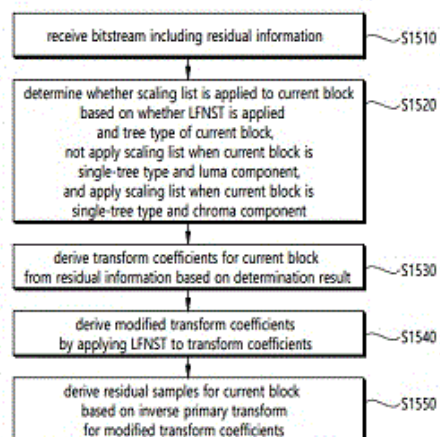 receive bitstream including residual information
S1510
determine whether scaling list is applied to current block
based on whether LFNST is applied
and tree type of current block,
not apply scaling list when current block is
single-tree type and luma component,
and apply scaling list when current block is
single-tree type and chroma component
S1520
derive transform coefficients for current block
from residual information based on determination result
S1530
derive modified transform coefficients
by applying LFNST to transform coefficients
S1540
derive residual samples for current block
based on inverse primary transform
for modified transform coefficients
S1550